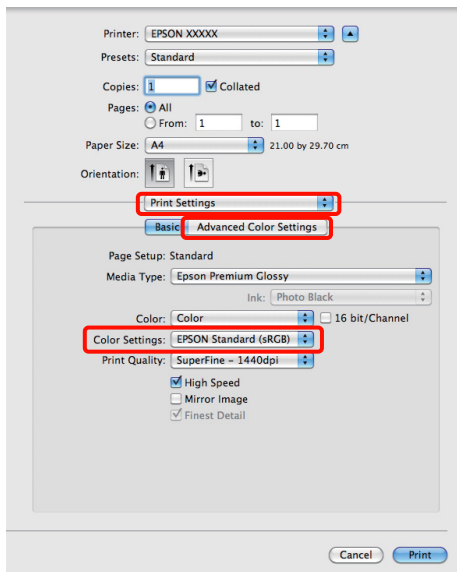 Printer: EPSON XXXXX
Presets: Standard
Copies: 1 Collated
Pages: All
From: 1 to: 1
Paper Size: A4 21.00 by 29.70 cm
Orientation:
Print Settings
Basic Advanced Color Settings
Page Setup: Standard
Media Type: Epson Premium Glossy
Ink: Photo Black
Color: Color 16 bit/Channel
Color Settings: EPSON Standard (sRGB)
Print Quality: SuperFine – 1440dpi
High Speed
Mirror Image
Finest Detail
Cancel Print